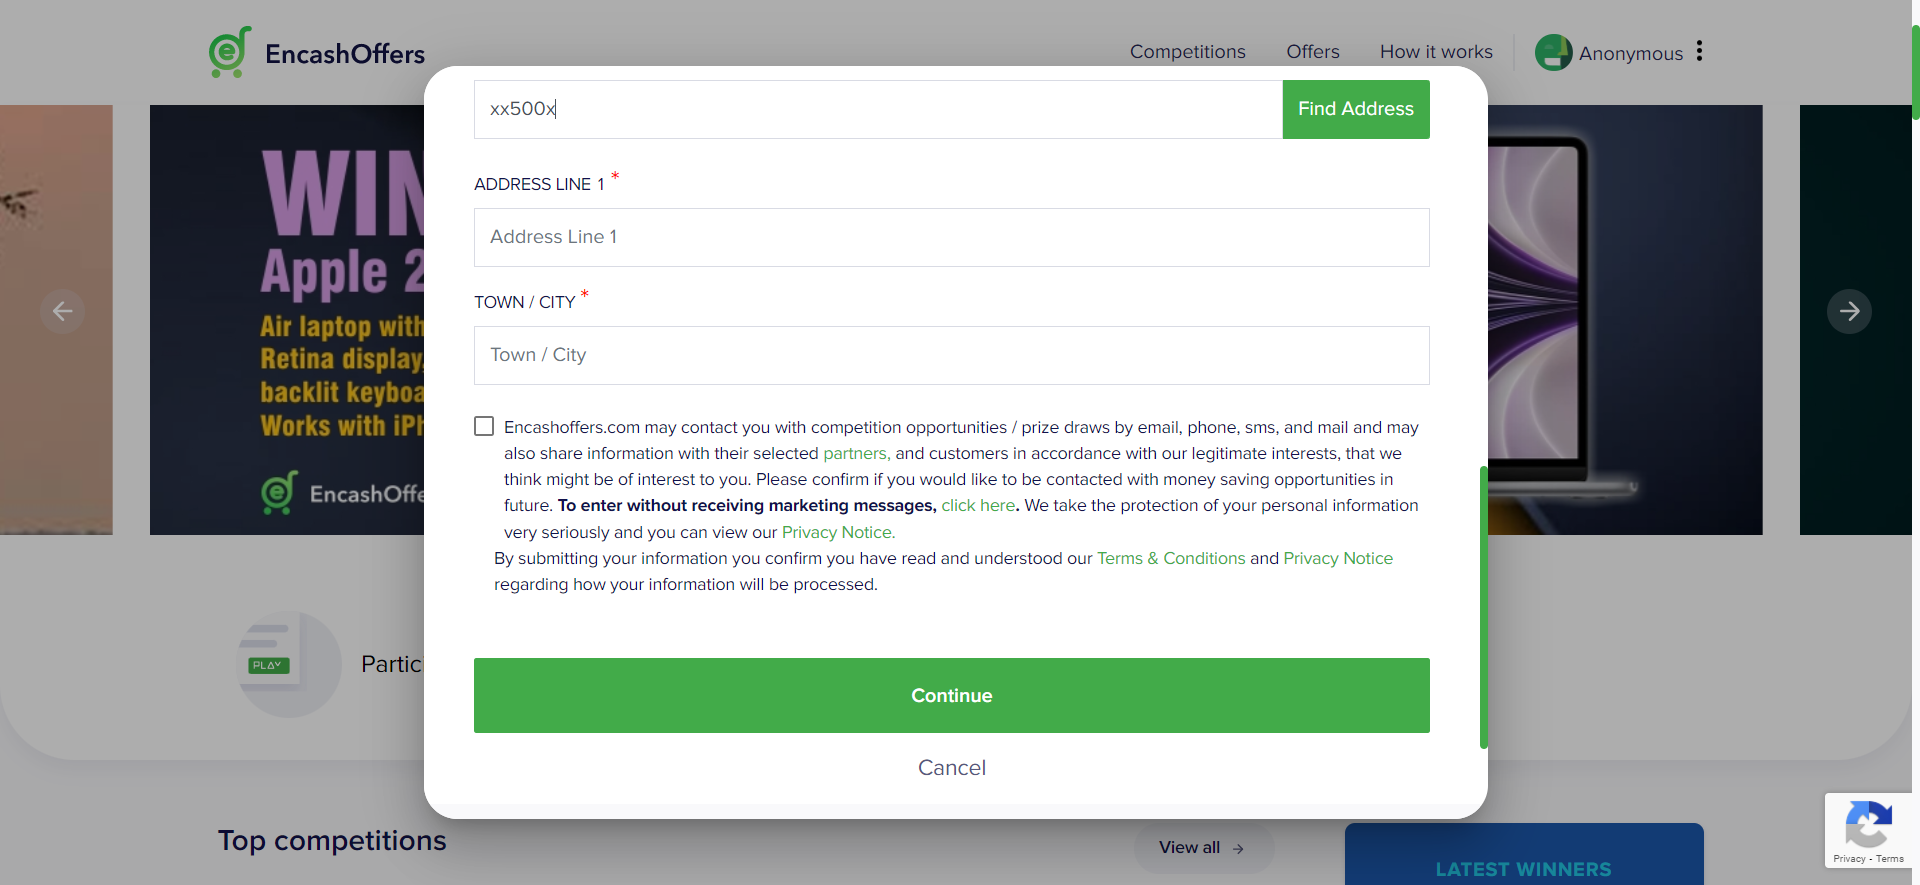 EncashOffers
Competitions
Offers
How it works
Anonymous
xx500x
Find Address
WIN
Apple 2
Air laptop with
Retina display,
backlit keyboa
Works with iPh
EncashOffe
ADDRESS LINE 1 *
Address Line 1
TOWN / CITY *
Town / City
Encashoffers.com may contact you with competition opportunities / prize draws by email, phone, sms, and mail and may
also share information with their selected partners, and customers in accordance with our legitimate interests, that we
think might be of interest to you. Please confirm if you would like to be contacted with money saving opportunities in
future. To enter without receiving marketing messages, click here. We take the protection of your personal information
very seriously and you can view our Privacy Notice.
By submitting your information you confirm you have read and understood our Terms & Conditions and Privacy Notice
regarding how your information will be processed.
Continue
Cancel
PLAY
Partic
Top competitions
View all
LATEST WINNERS
Privacy - Terms